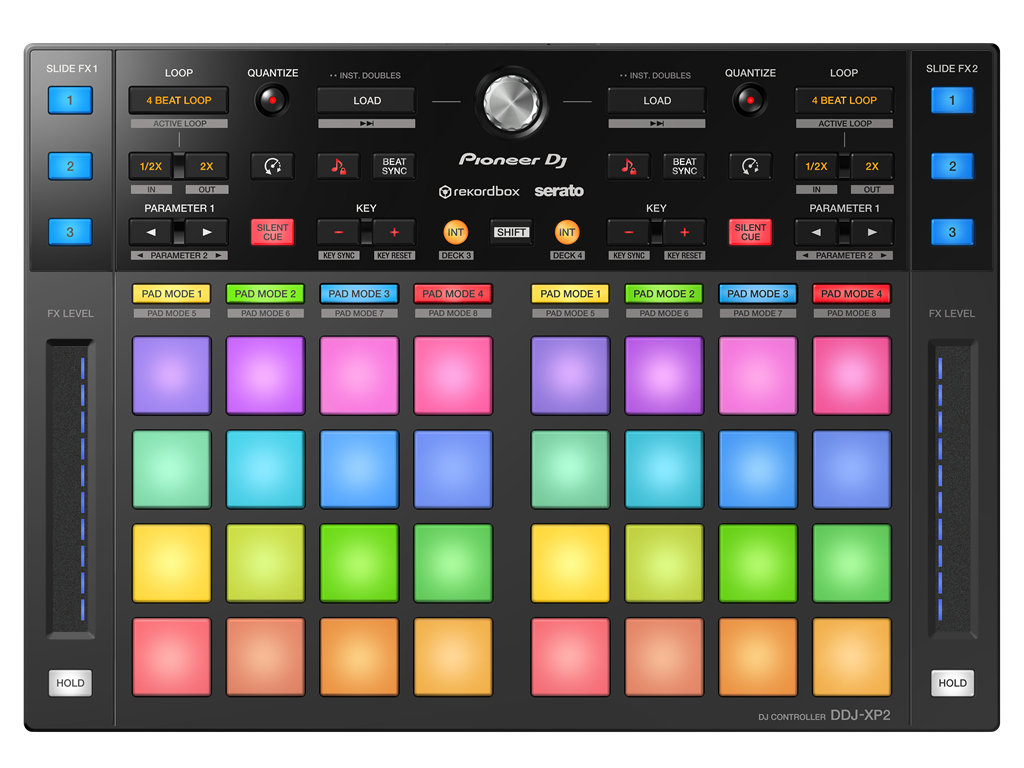 SLIDE FX1
LOOP
QUANTIZE
·· INST. DOUBLES
·· INST. DOUBLES
QUANTIZE
LOOP
SLIDE FX2
1
4 BEAT LOOP
LOAD
LOAD
4 BEAT LOOP
1
ACTIVE LOOP
ACTIVE LOOP
2
1/2X
2X
BEAT
SYNC
Pioneer Dj
BEAT
SYNC
1/2X
2X
2
IN
OUT
rekordbox
serato
IN
OUT
PARAMETER 1
KEY
KEY
PARAMETER 1
3
SILENT
CUE
−
+
INT
SHIFT
INT
−
+
SILENT
CUE
3
◄ PARAMETER 2 ►
KEY SYNC
KEY RESET
DECK 3
DECK 4
KEY SYNC
KEY RESET
◄ PARAMETER 2 ►
PAD MODE 1
PAD MODE 2
PAD MODE 3
PAD MODE 4
PAD MODE 1
PAD MODE 2
PAD MODE 3
PAD MODE 4
FX LEVEL
PAD MODE 5
PAD MODE 6
PAD MODE 7
PAD MODE 8
PAD MODE 5
PAD MODE 6
PAD MODE 7
PAD MODE 8
FX LEVEL
HOLD
HOLD
DJ CONTROLLER DDJ-XP2